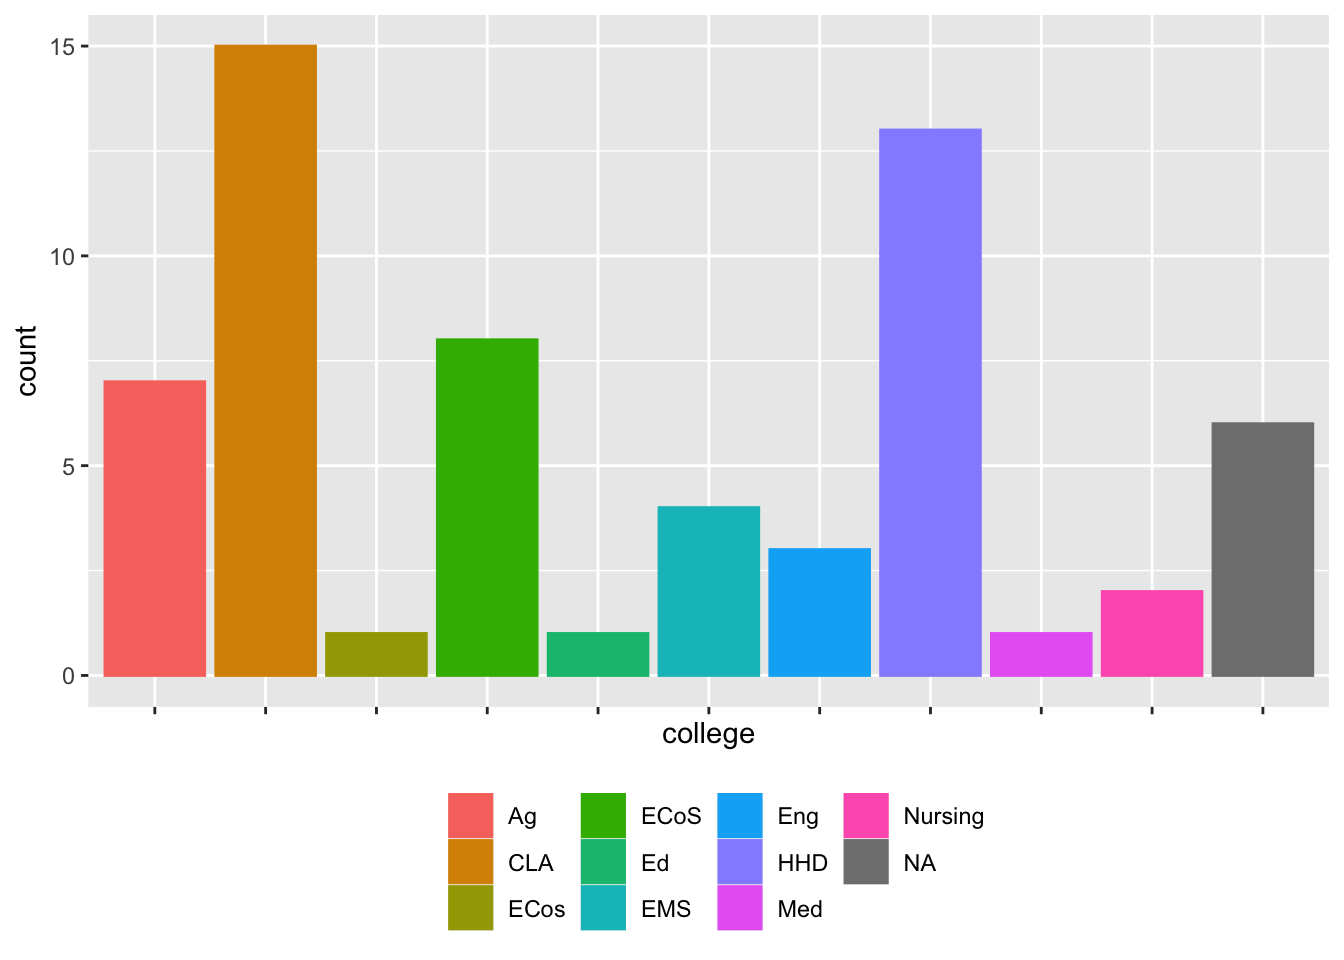 15
10
5
0
count
college
Ag ECoS Eng Nursing
CLA Ed HHD NA
ECos EMS Med